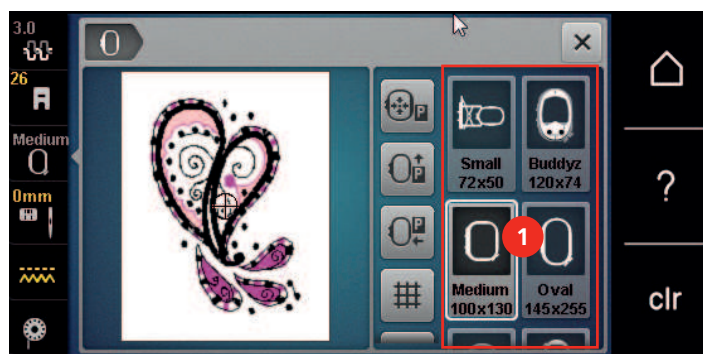 3.0
26
Medium
0mm
P
P
P
Small
72x50
Buddyz
120x74
Medium
100x130
1
Oval
145x255
?
clr